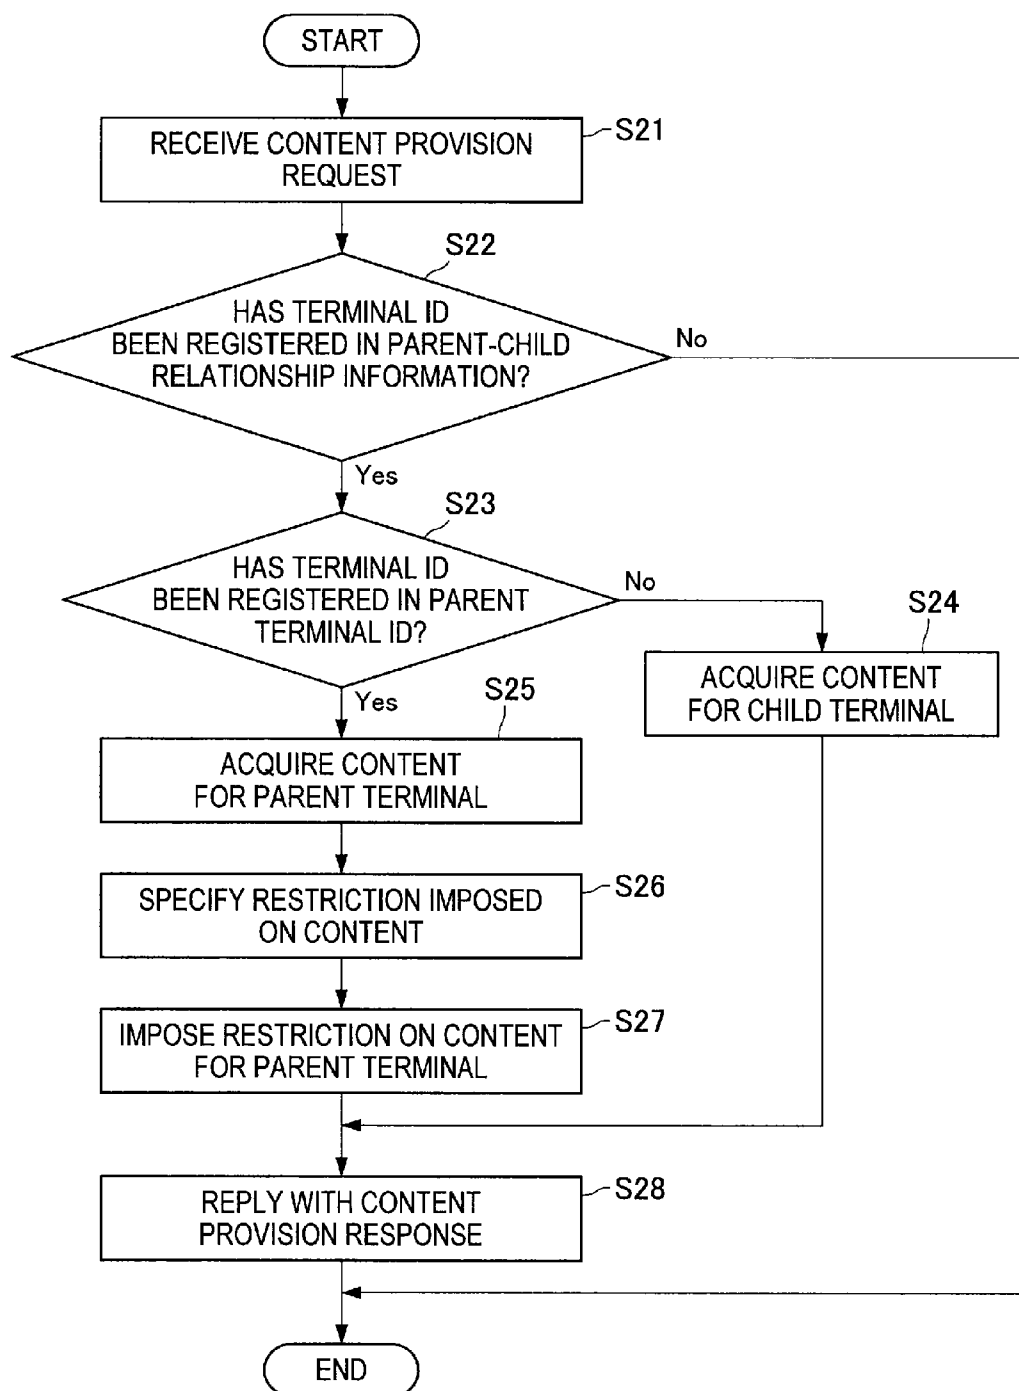 START
RECEIVE CONTENT PROVISION
REQUEST
S21
S22
HAS TERMINAL ID
BEEN REGISTERED IN PARENT-CHILD
RELATIONSHIP INFORMATION?
No
Yes
S23
HAS TERMINAL ID
BEEN REGISTERED IN PARENT
TERMINAL ID?
No
Yes
S24
ACQUIRE CONTENT
FOR CHILD TERMINAL
S25
ACQUIRE CONTENT
FOR PARENT TERMINAL
SPECIFY RESTRICTION IMPOSED
ON CONTENT
S26
IMPOSE RESTRICTION ON CONTENT
FOR PARENT TERMINAL
S27
REPLY WITH CONTENT
PROVISION RESPONSE
S28
END